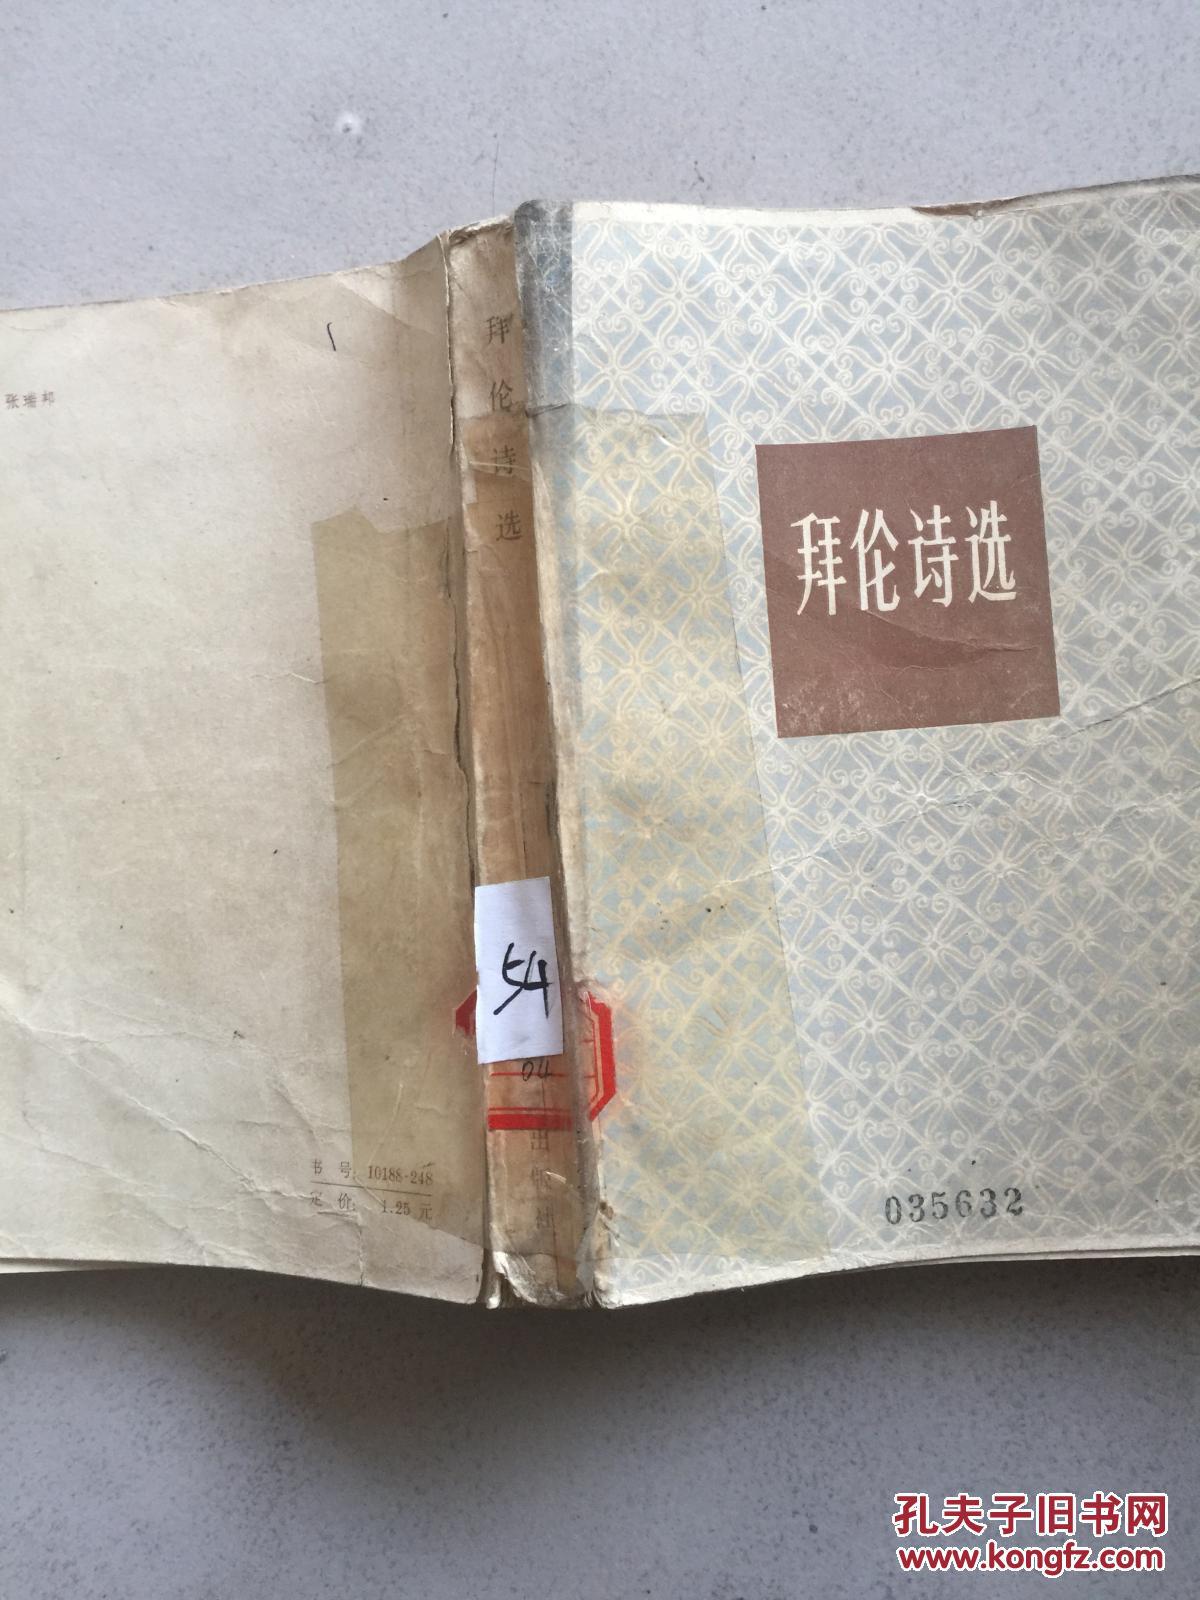 张瑞邦
书号：10188-248
定价：1.25元
拜伦诗选
54
04
出版社
拜伦诗选
035632
孔夫子旧书网
www.kongfz.com